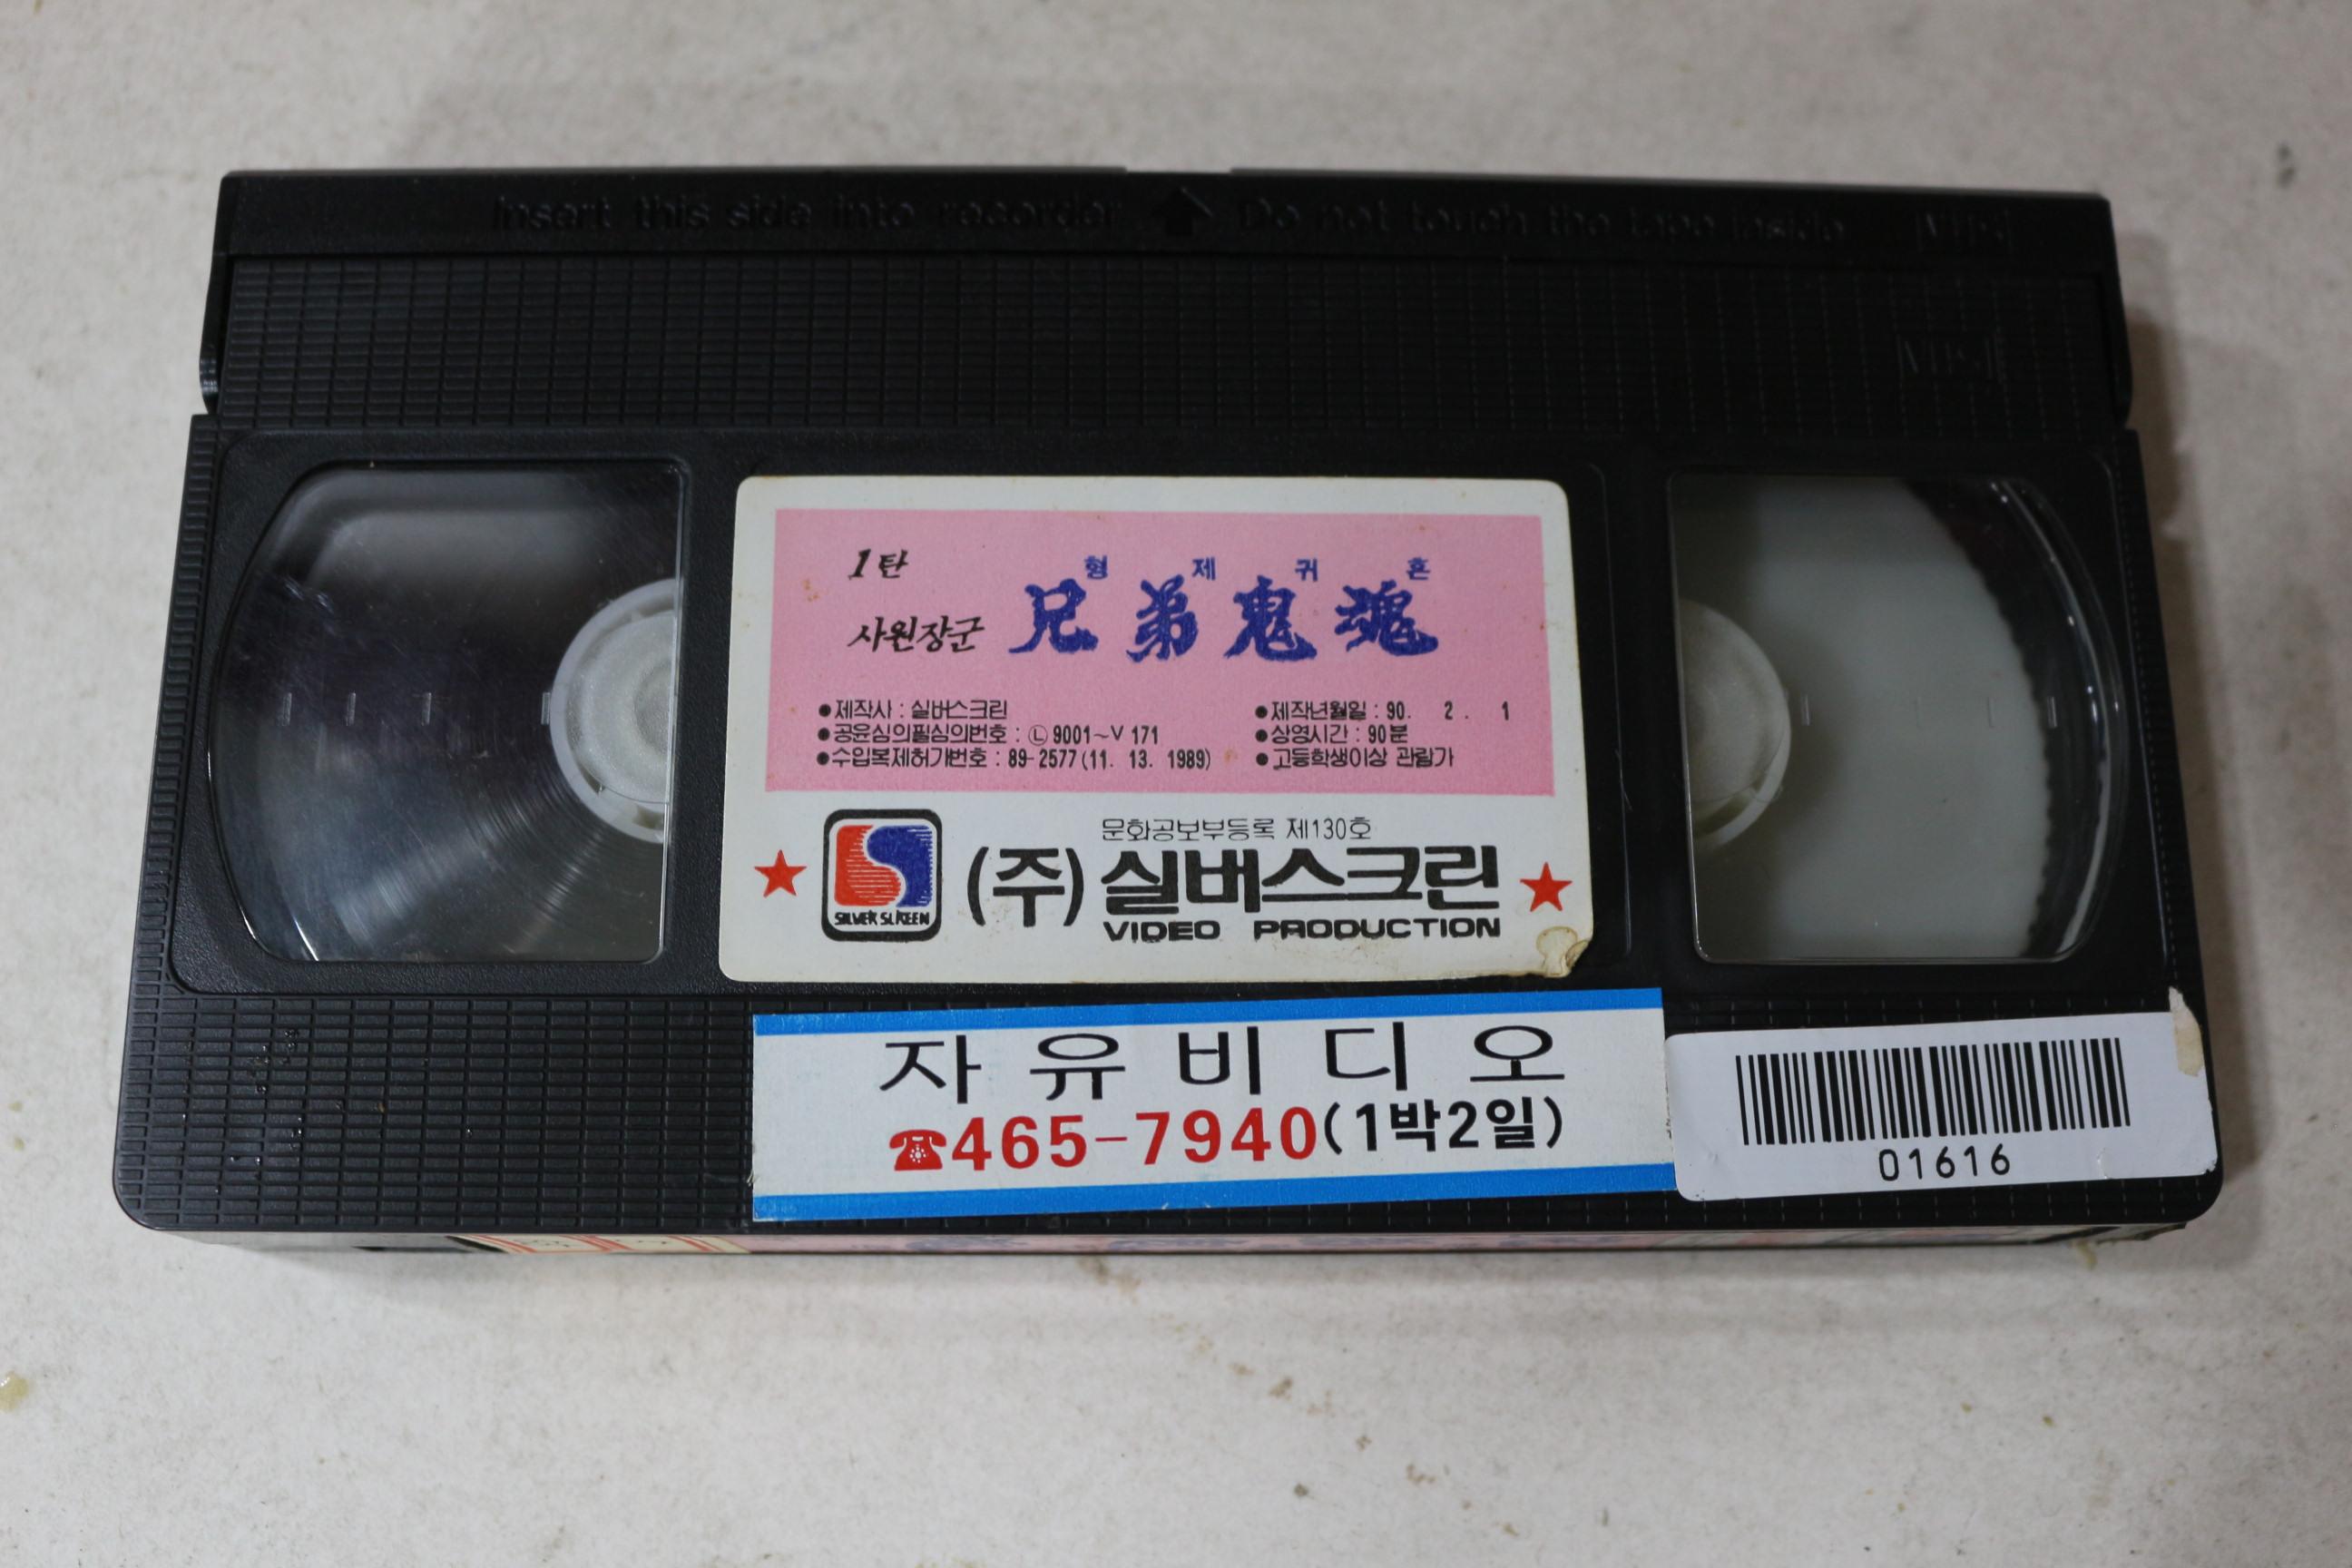 Insert this side into recorder Do not touch the tape inside VHS
VHS
1탄
형제귀혼
사원장군 兄弟鬼魂
●제작사 : 실버스크린
●공윤심의필심의번호 : Ⓛ9001~V 171
●수입복제허가번호 : 89-2577(11. 13. 1989)
●제작년월일 : 90. 2. 1
●상영시간 : 90분
●고등학생이상 관람가
SILVER SCREEN
문화공보부등록 제130호
(주)실버스크린
VIDEO PRODUCTION
자유비디오
☎465-7940(1박2일)
01616